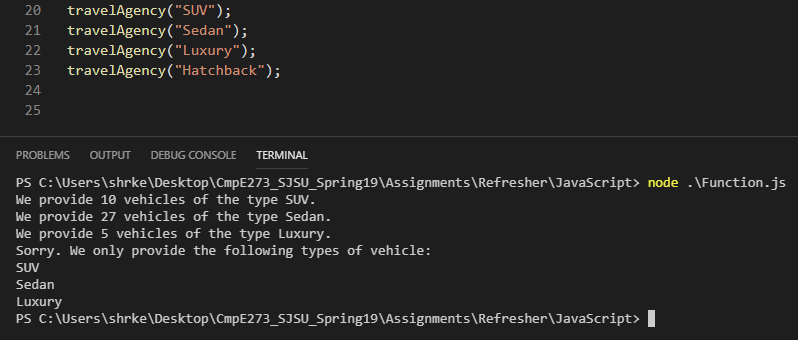 20 travelAgency("SUV");
21 travelAgency("Sedan");
22 travelAgency("Luxury");
23 travelAgency("Hatchback");
24
25
PROBLEMS OUTPUT DEBUG CONSOLE TERMINAL
PS C:\Users\shrke\Desktop\CmpE273_SJSU_Spring19\Assignments\Refresher\JavaScript> node .\Function.js
We provide 10 vehicles of the type SUV.
We provide 27 vehicles of the type Sedan.
We provide 5 vehicles of the type Luxury.
Sorry. We only provide the following types of vehicle:
SUV
Sedan
Luxury
PS C:\Users\shrke\Desktop\CmpE273_SJSU_Spring19\Assignments\Refresher\JavaScript>